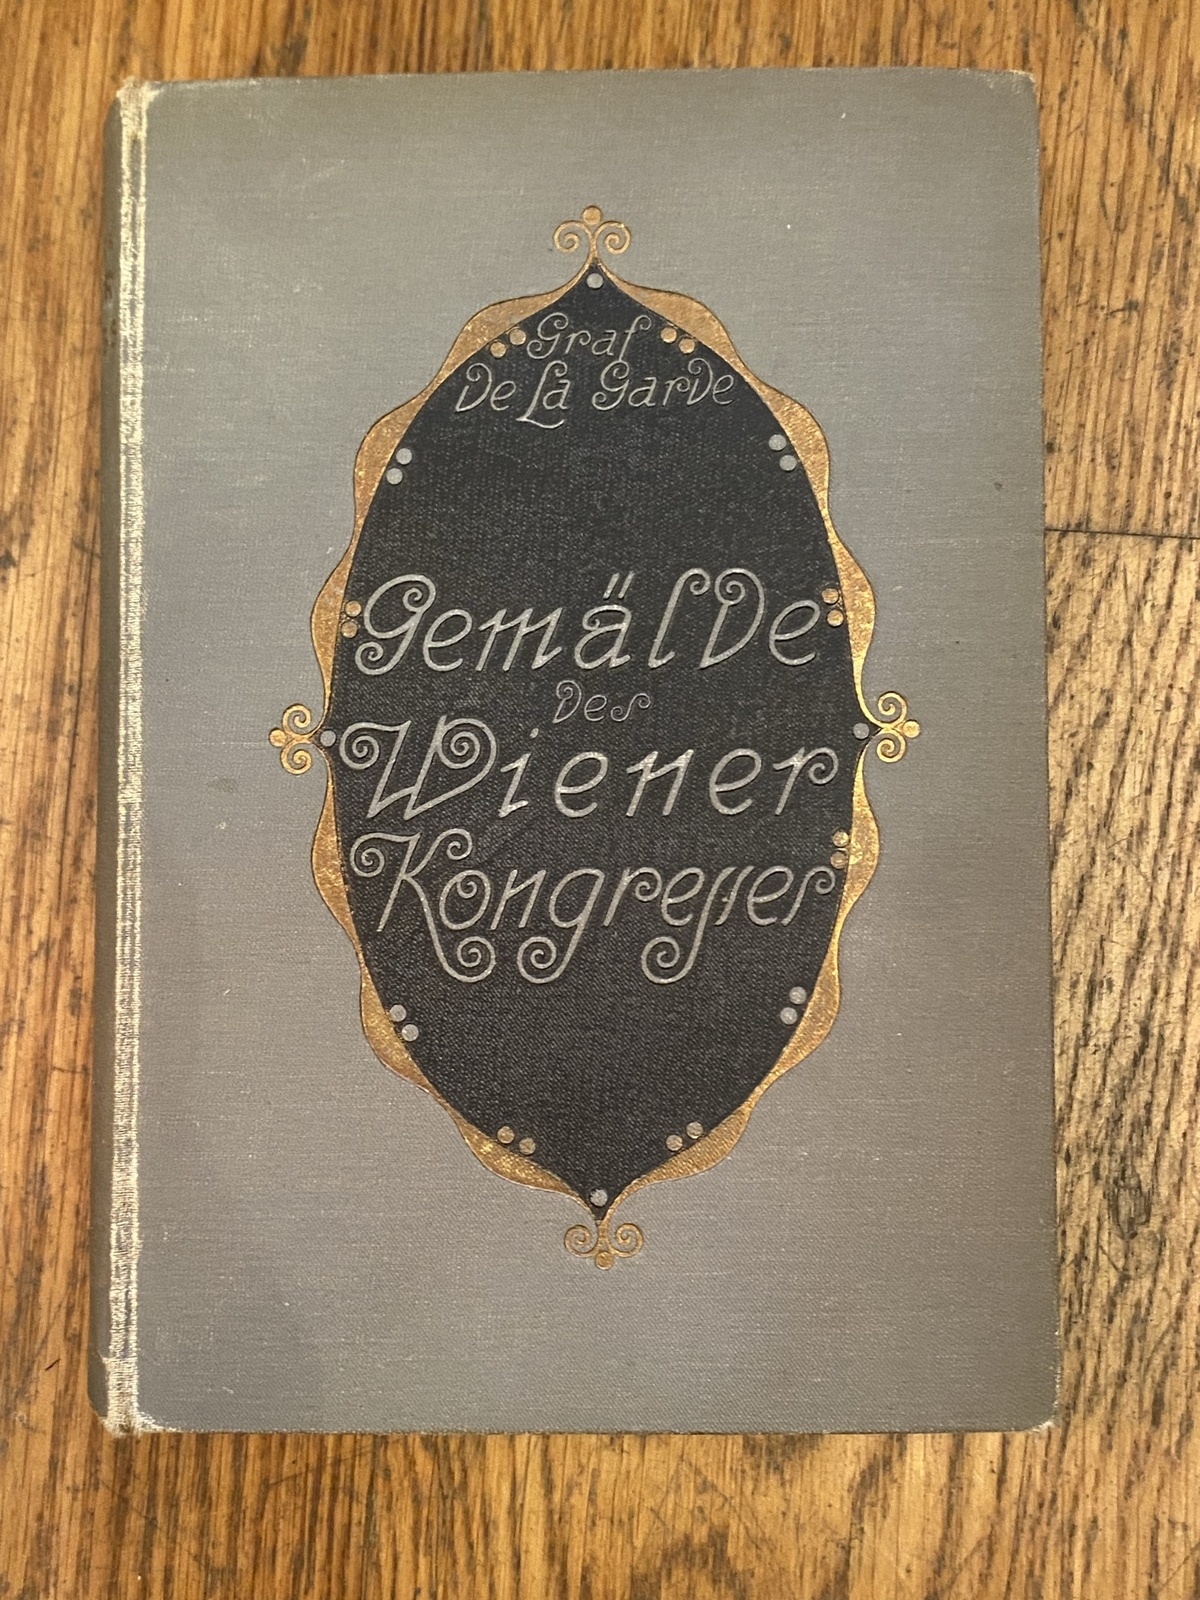 Graf
De La Garde
Gemälde
des
Wiener
Kongresses